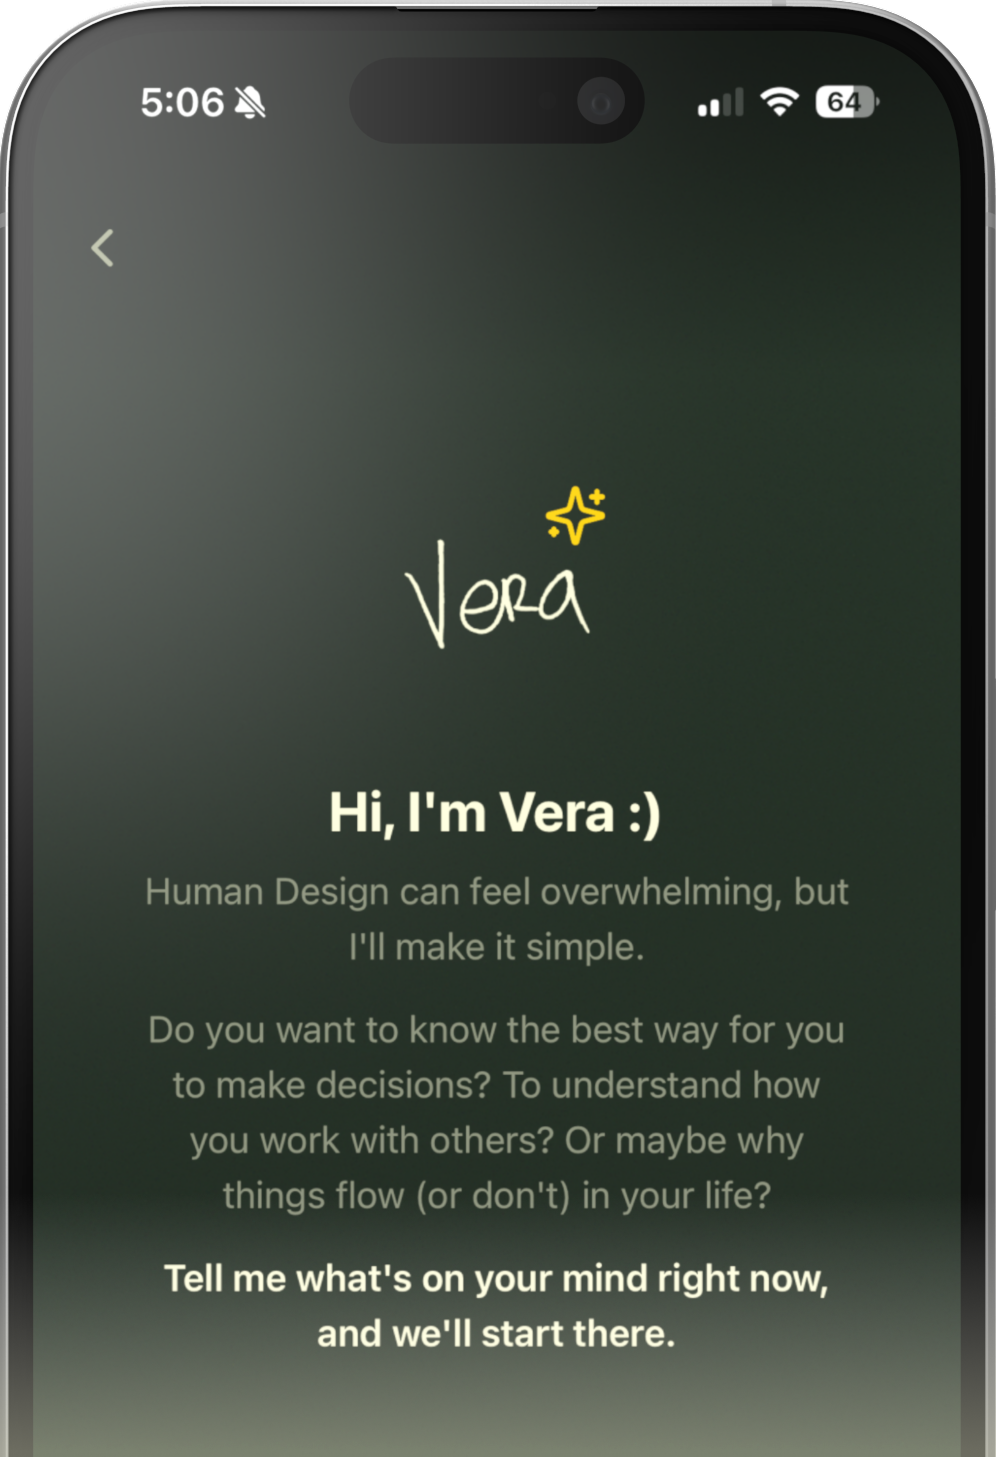 5:06
64
Vera
Hi, I'm Vera :)
Human Design can feel overwhelming, but
I'll make it simple.
Do you want to know the best way for you
to make decisions? To understand how
you work with others? Or maybe why
things flow (or don't) in your life?
Tell me what's on your mind right now,
and we'll start there.